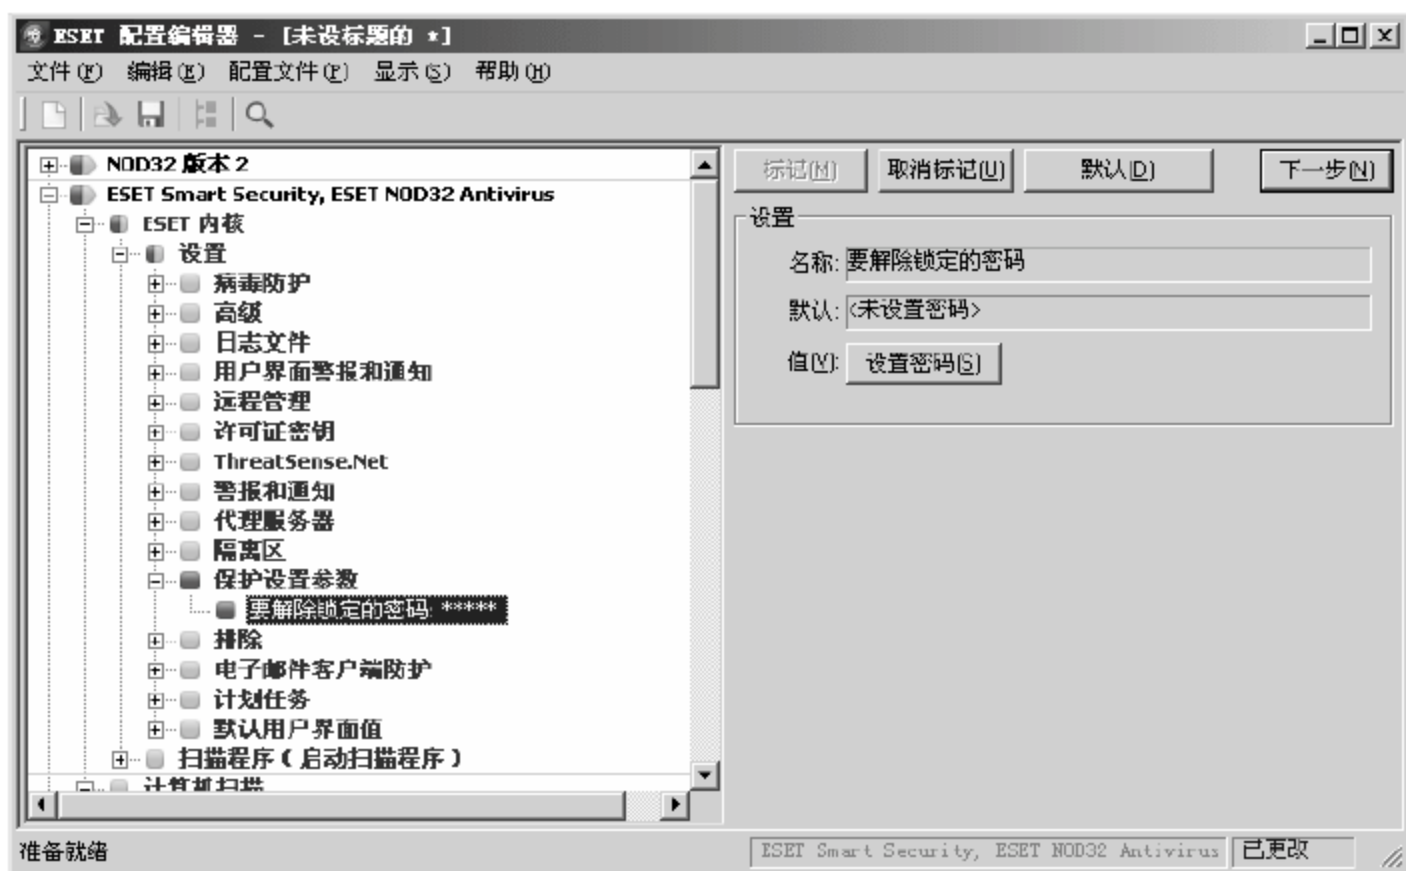 ESET 配置编辑器 - [未设标题的 *]
文件(F) 编辑(E) 配置文件(P) 显示(S) 帮助(H)
NOD32 版本 2
ESET Smart Security, ESET NOD32 Antivirus
ESET 内核
设置
病毒防护
高级
日志文件
用户界面警报和通知
远程管理
许可证密钥
ThreatSense.Net
警报和通知
代理服务器
隔离区
保护设置参数
要解除锁定的密码: *****
排除
电子邮件客户端防护
计划任务
默认用户界面值
扫描程序 ( 启动扫描程序 )
计算机扫描
标记(M) 取消标记(U) 默认(D) 下一步(N)
设置
名称: 要解除锁定的密码
默认: <未设置密码>
值(V): 设置密码(S)
准备就绪 ESET Smart Security, ESET NOD32 Antivirus 已更改